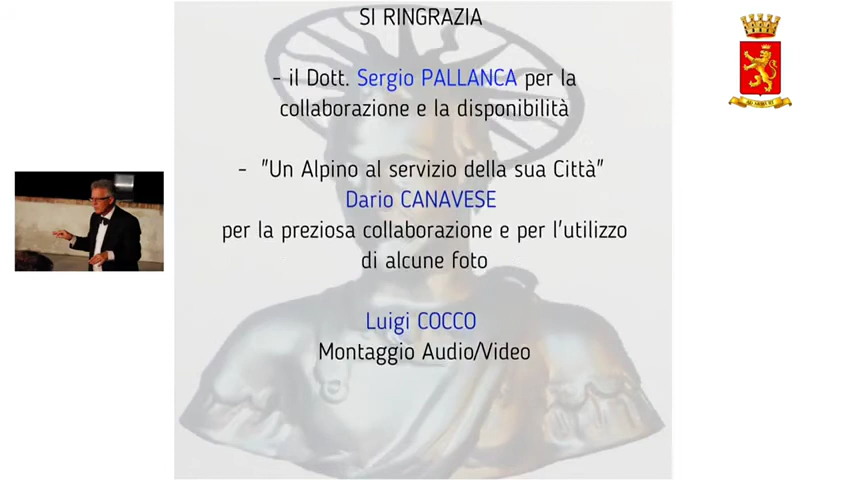 SI RINGRAZIA
- il Dott. Sergio PALLANCA per la
collaborazione e la disponibilità
- "Un Alpino al servizio della sua Città"
Dario CANAVESE
per la preziosa collaborazione e per l'utilizzo
di alcune foto
Luigi COCCO
Montaggio Audio/Video